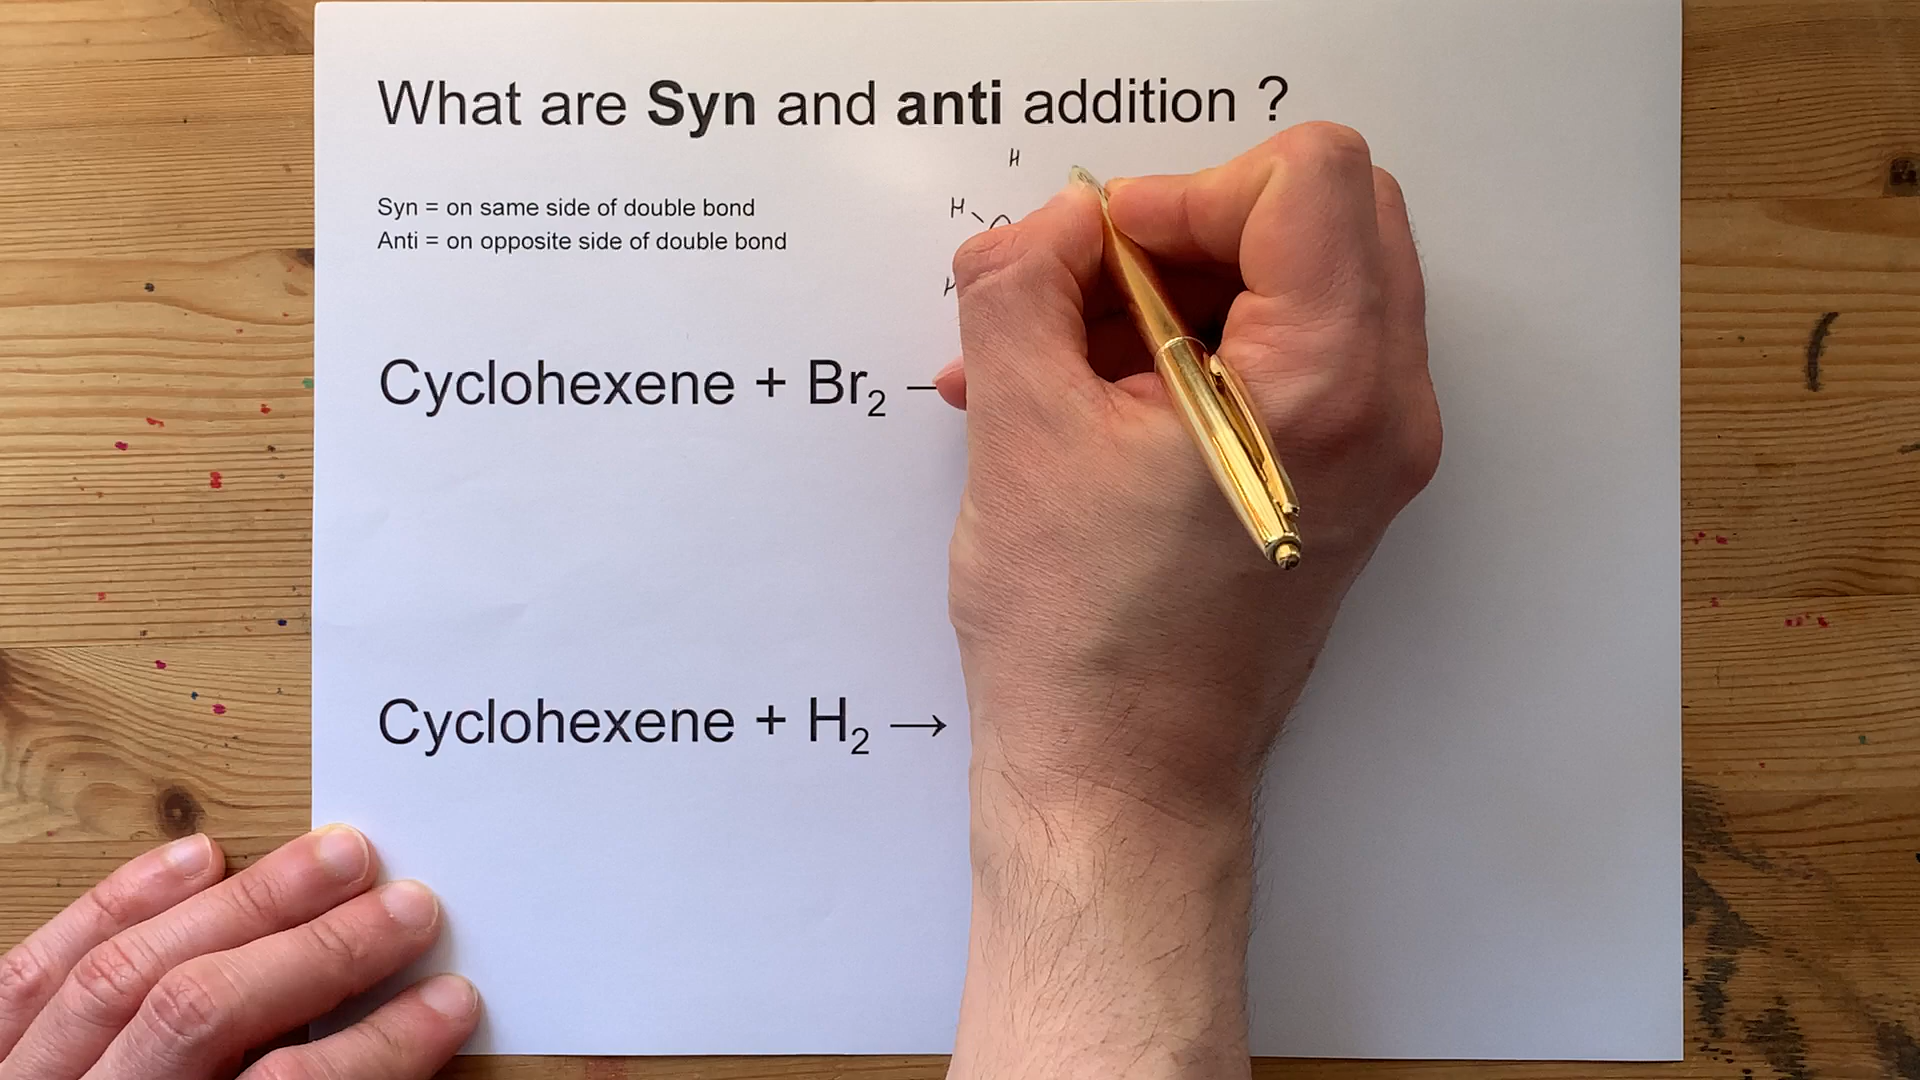 What are Syn and anti addition ?
H
Syn = on same side of double bond
H
Anti = on opposite side of double bond
H
Cyclohexene + Br₂
Cyclohexene + H₂ →